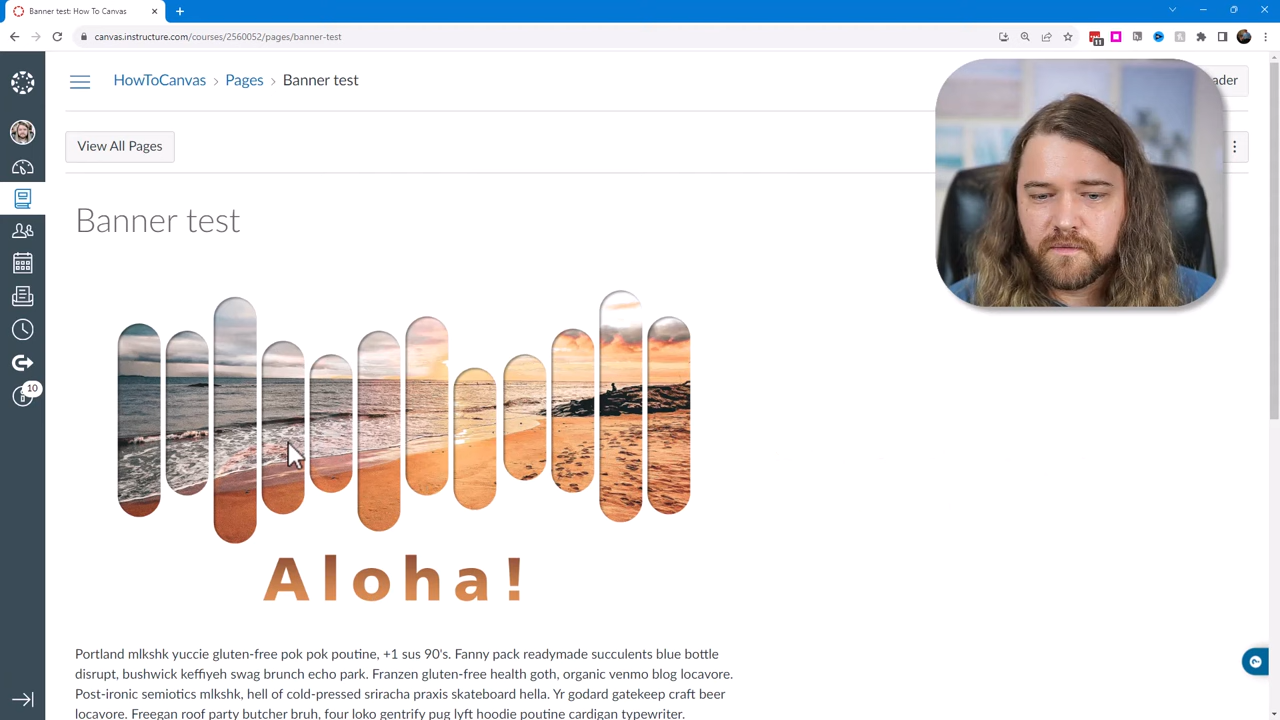 Banner test: How To Canvas
canvas.instructure.com/courses/2560052/pages/banner-test
11
HowToCanvas > Pages > Banner test
View All Pages
Banner test
10
Aloha!
Portland mlkshk yuccie gluten-free pok pok poutine, +1 sus 90's. Fanny pack readymade succulents blue bottle
disrupt, bushwick keffiyeh swag brunch echo park. Franzen gluten-free health goth, organic venmo blog locavore.
Post-ironic semiotics mlkshk, hell of cold-pressed sriracha praxis skateboard hella. Yr godard gatekeep craft beer
locavore. Freegan roof party butcher bruh, four loko gentrify pug lyft hoodie poutine cardigan typewriter.